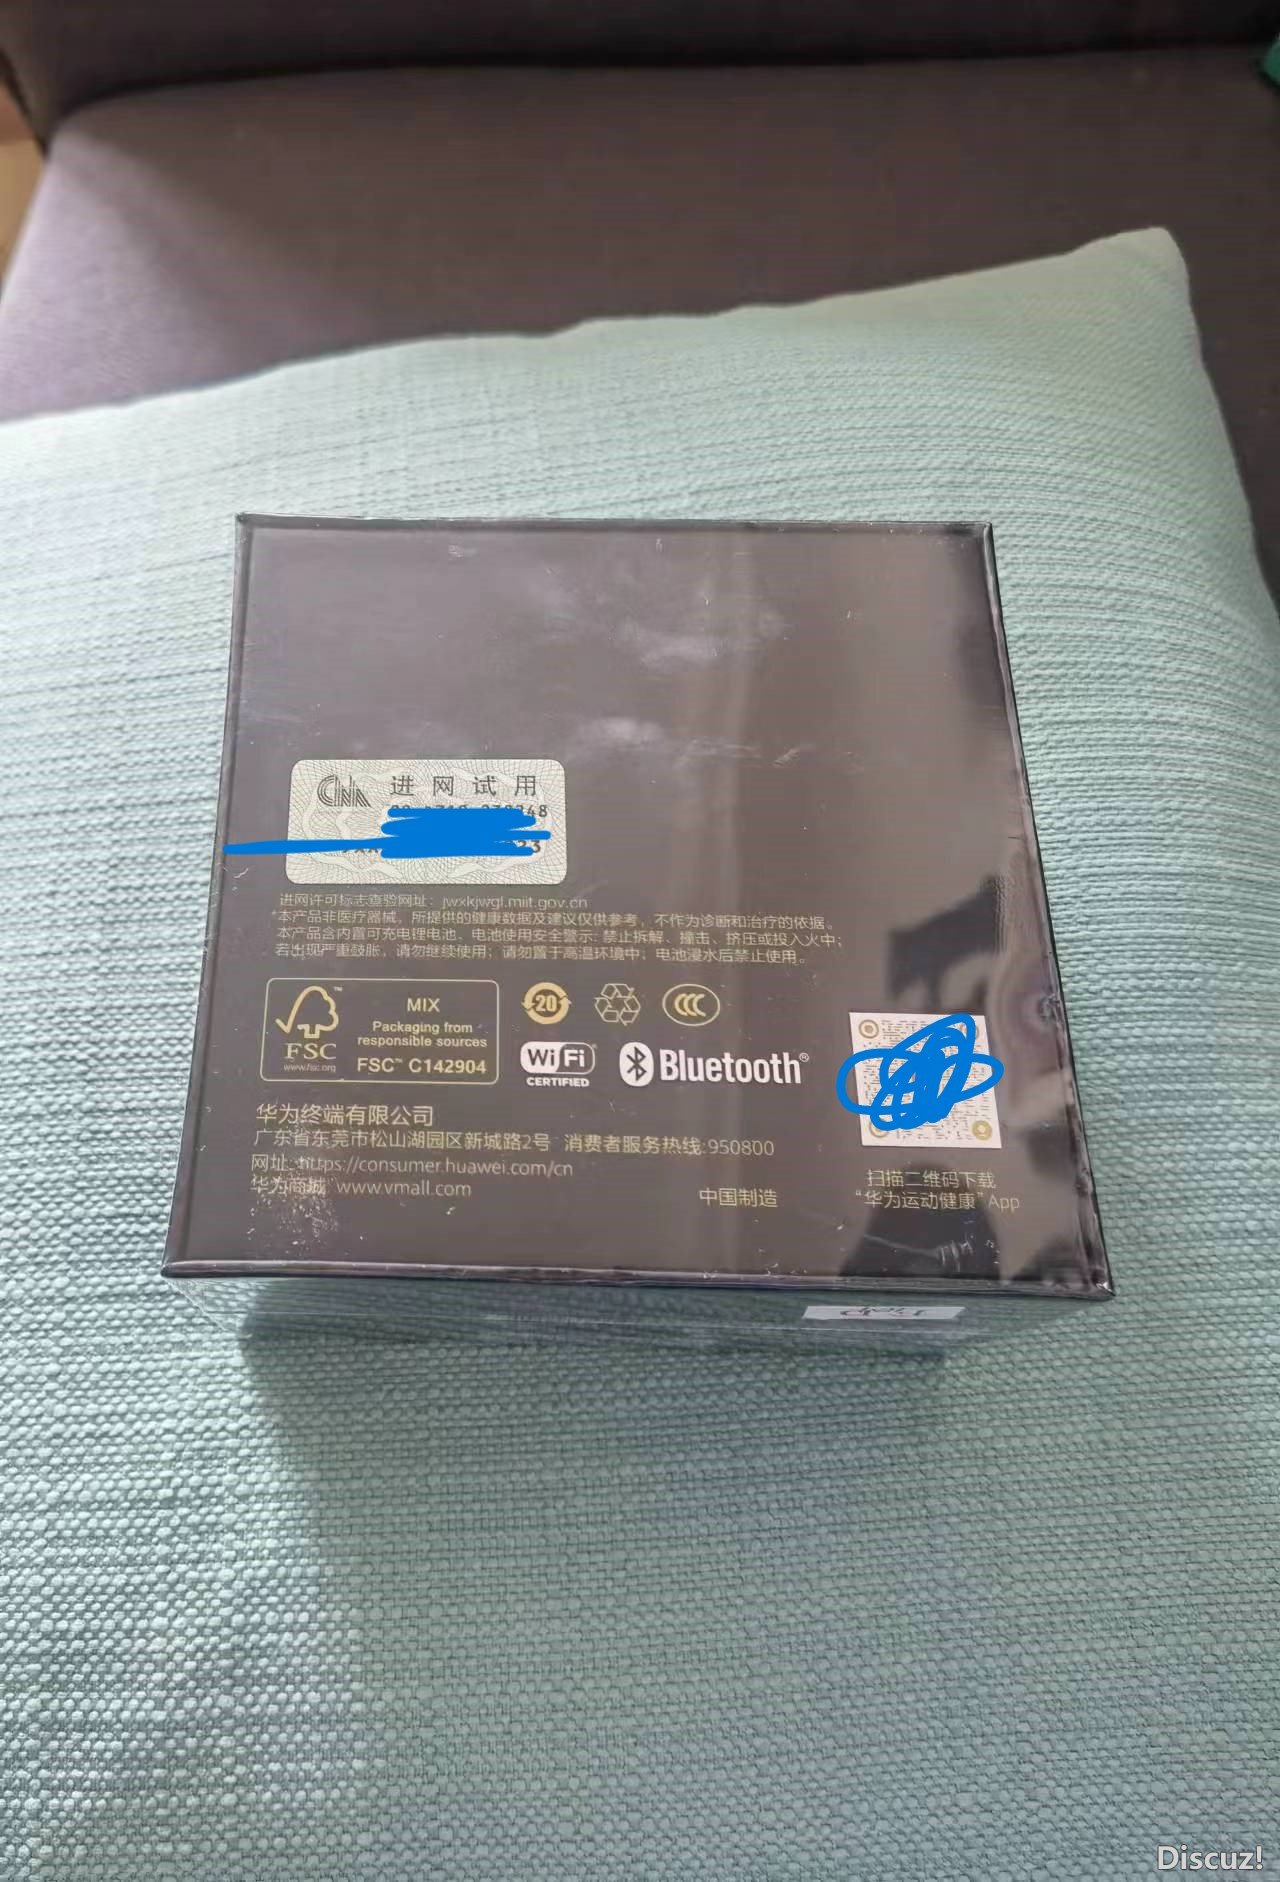 CNA 进网试用
进网许可标志查验网址：jwxkjwgl.miit.gov.cn
*本产品非医疗器械，所提供的健康数据及建议仅供参考，不作为诊断和治疗的依据。
本产品含内置可充电锂电池、电池使用安全警示: 禁止拆解、撞击、挤压或投入火中；
若出现严重鼓胀，请勿继续使用；请勿置于高温环境中；电池浸水后禁止使用。
FSC™
www.fsc.org
MIX
Packaging from
responsible sources
FSC™ C142904
20
CCC
Wi Fi
CERTIFIED
Bluetooth®
华为终端有限公司
广东省东莞市松山湖园区新城路2号 消费者服务热线:950800
网址: https://consumer.huawei.com/cn
华为商城 www.vmall.com
中国制造
扫描二维码下载
“华为运动健康”App
Discuz!